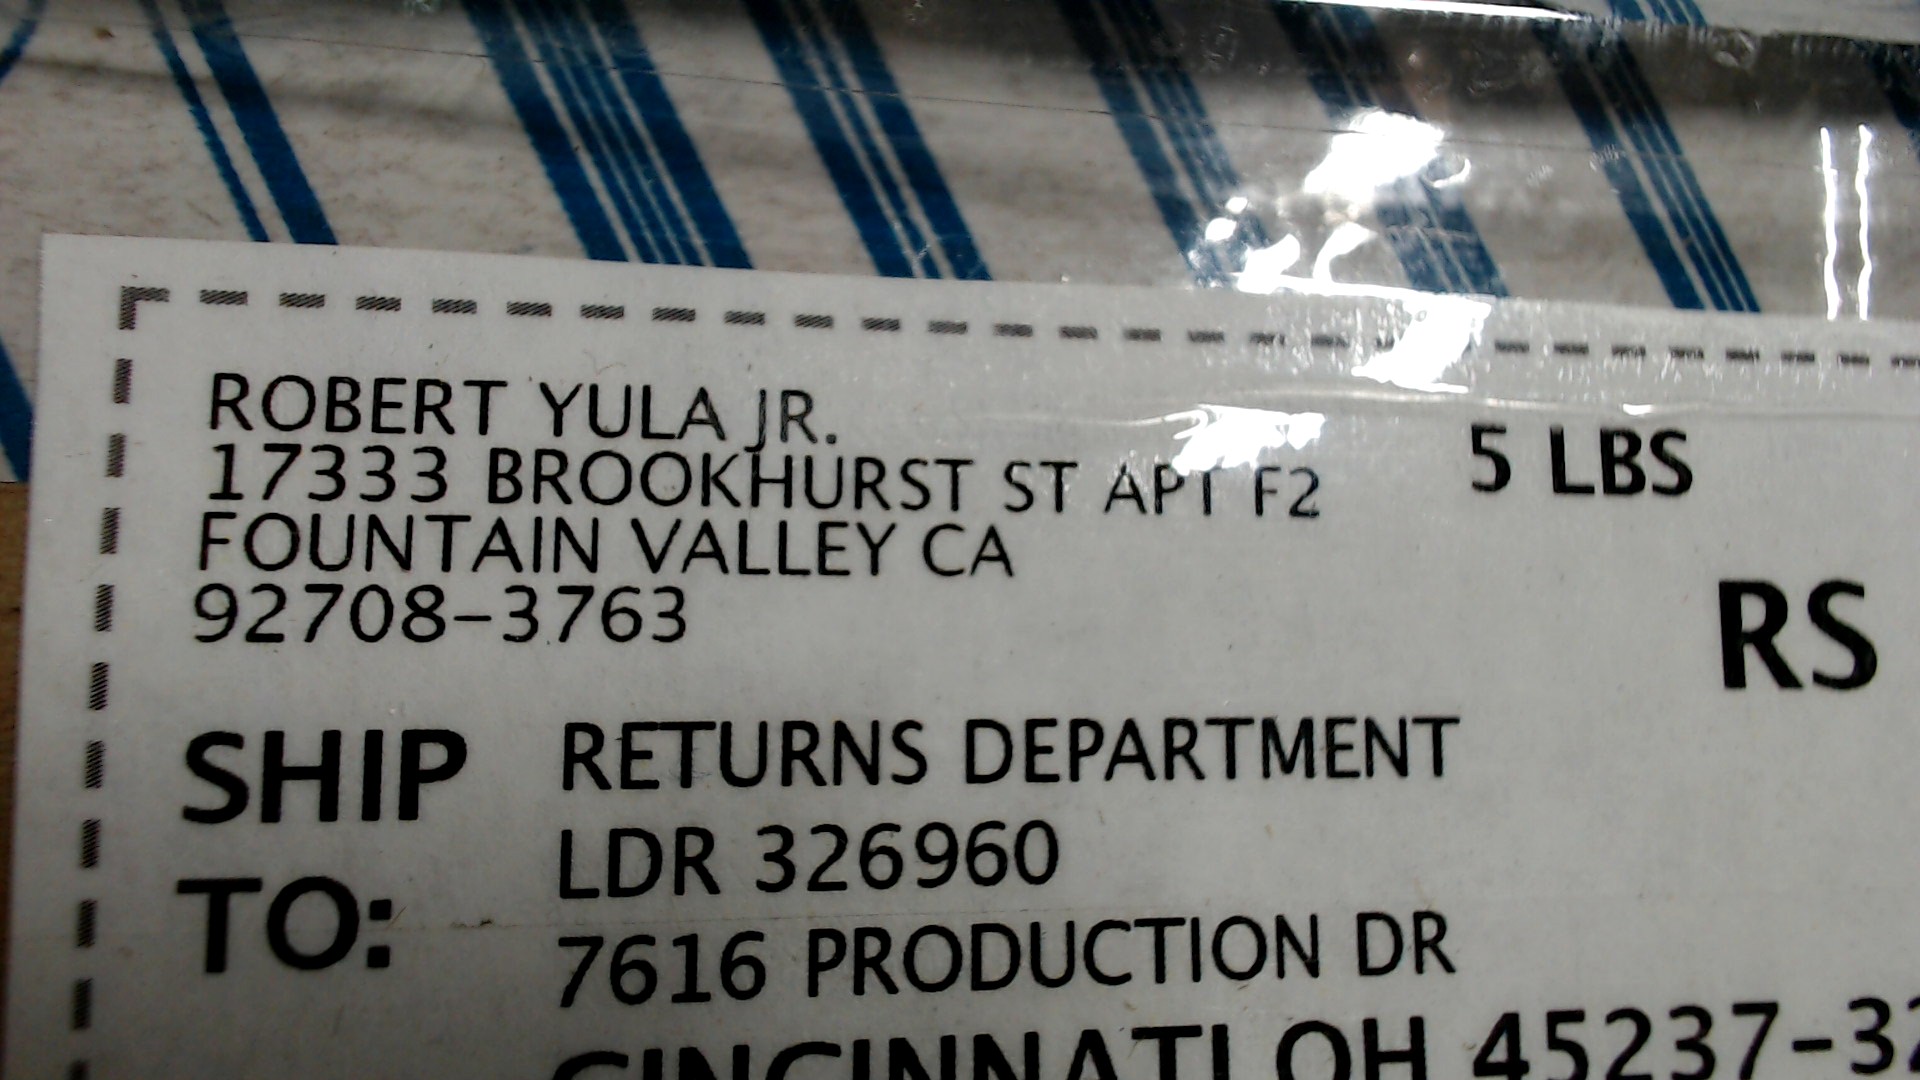 ROBERT YULA JR.
17333 BROOKHURST ST APT F2
5 LBS
FOUNTAIN VALLEY CA
92708-3763
RS
SHIP TO:
RETURNS DEPARTMENT
LDR 326960
7616 PRODUCTION DR
CINCINNATI OH 45237-32